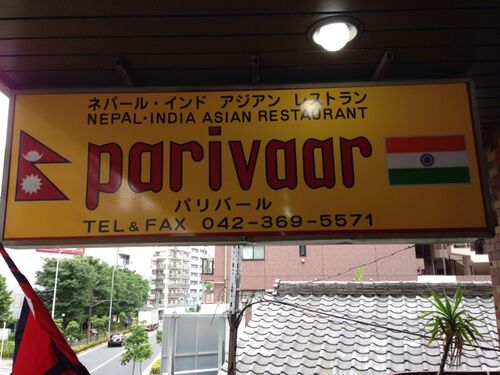 ネパール・インド アジアン レストラン
NEPAL・INDIA ASIAN RESTAURANT
parivaar
パリバール
TEL & FAX 042-369-5571